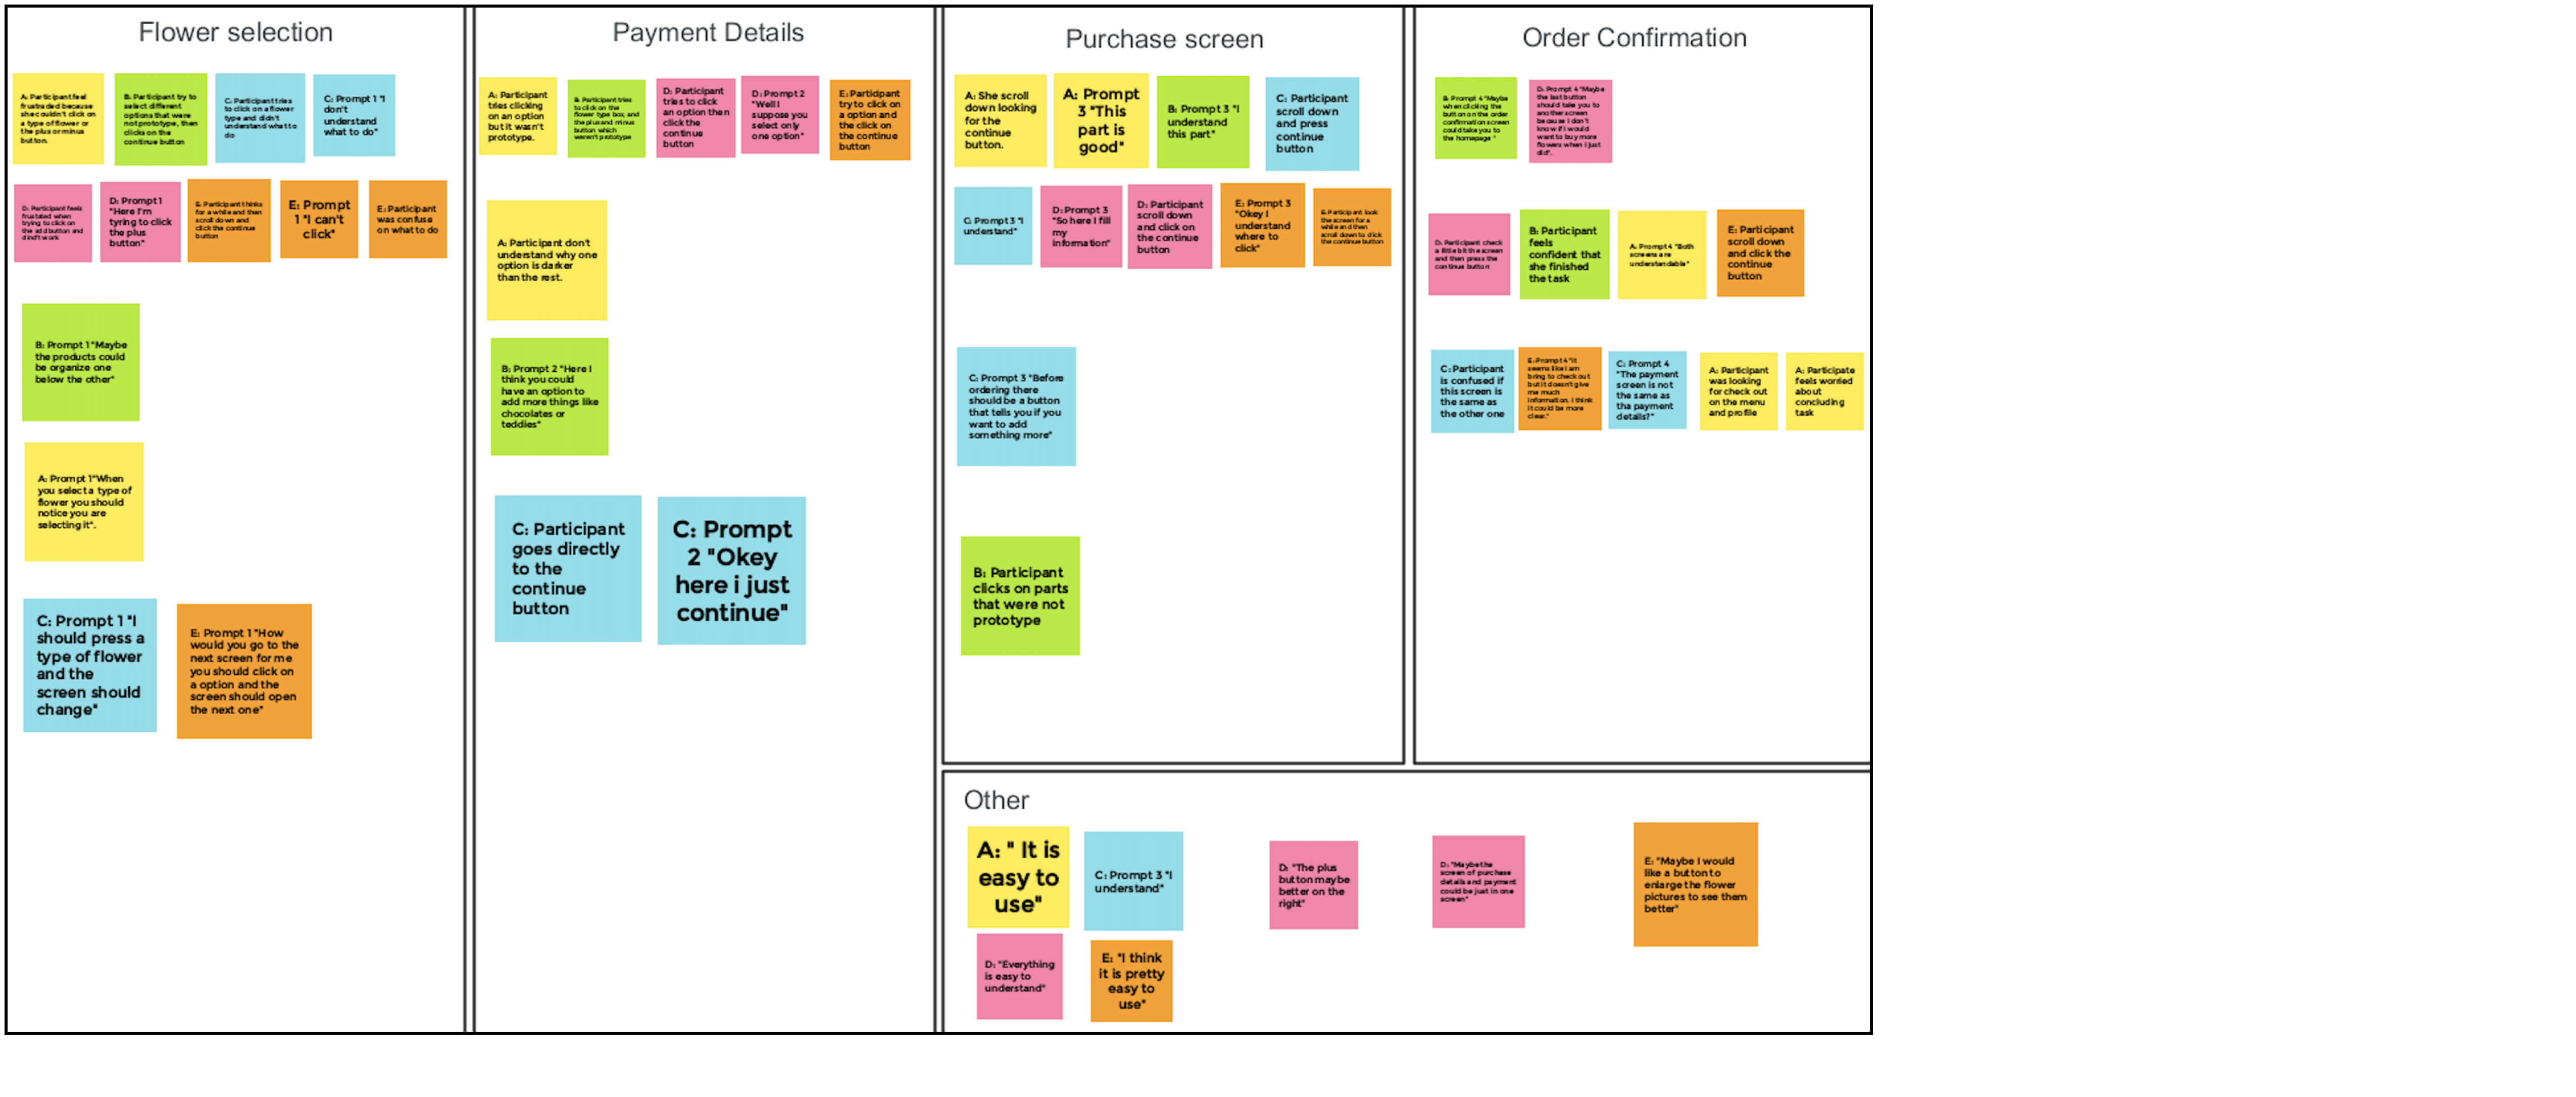 Flower selection
A: Participant feel
frustraded because
she couldn't click on
a type of flower or
the plus or minus
button.
B: Participant try to
select different
options that were
not prototype, then
clicks on the
continue button
C: Participant tries
to click on a flower
type and didn't
understand what to
do
C: Prompt 1 "I
don't
understand
what to do"
D: Participant feels
frustated when
trying to click on
the add button and
dind't work
D: Prompt 1
"Here I'm
tyring to click
the plus
button"
E: Participant thinks
for a while and then
scroll down and
click the continue
button
E: Prompt
1 "I can't
click"
E: Participant
was confuse
on what to do
B: Prompt 1 "Maybe
the products could
be organize one
below the other"
A: Prompt 1"When
you select a type of
flower you should
notice you are
selecting it".
C: Prompt 1 "I
should press a
type of flower
and the
screen should
change"
E: Prompt 1 "How
would you go to the
next screen for me
you should click on
a option and the
screen should open
the next one"
Payment Details
A: Participant
tries clicking
on an option
but it wasn't
prototype.
B: Participant tries
to click on the
flower type box, and
the plus and minus
button which
weren't prototype
D: Participant
tries to click
an option then
click the
continue
button
D: Prompt 2
"Well I
suppose you
select only
one option"
E: Participant
try to click on
a option and
the click on
the continue
button
A: Participant don't
understand why one
option is darker
than the rest.
B: Prompt 2 "Here I
think you could
have an option to
add more things like
chocolates or
teddies"
C: Participant
goes directly
to the
continue
button
C: Prompt
2 "Okey
here i just
continue"
Purchase screen
A: She scroll
down looking
for the
continue
button.
A: Prompt
3 "This
part is
good"
B: Prompt 3 "I
understand
this part"
C: Participant
scroll down
and press
continue
button
C: Prompt 3 "I
understand"
D: Prompt 3
"So here I fill
my
information"
D: Participant
scroll down
and click on
the continue
button
E: Prompt 3
"Okey I
understand
where to
click"
E: Participant look
the screen for a
while and then
scroll down to click
the continue button
C: Prompt 3 "Before
ordering there
should be a button
that tells you if you
want to add
something more"
B: Participant
clicks on parts
that were not
prototype
Order Confirmation
B: Prompt 4 "Maybe
when clicking the
button on the order
confirmation screen
could take you to
the homepage "
D: Prompt 4 "Maybe
the last button
should take you to
another screen
because I don't
know if I would
want to buy more
flowers when I just
did".
D: Participant check
a little bit the screen
and then press the
continue button
B: Participant
feels
confident that
she finished
the task
A: Prompt 4 "Both
screens are
understandable"
E: Participant
scroll down
and click the
continue
button
C: Participant
is confused if
this screen is
the same as
the other one
E: Prompt 4 "It
seems like I am
bring to check out
but it doesn't give
me much
information. I think
it could be more
clear."
C: Prompt 4
"The payment
screen is not
the same as
tha payment
details?"
A: Participant
was looking
for check out
on the menu
and profile
A: Participate
feels worried
about
concluding
task
Other
A: " It is
easy to
use"
C: Prompt 3 "I
understand"
D: "The plus
button maybe
better on the
right"
D: "Maybe the
screen of purchase
details and payment
could be just in one
screen"
E: "Maybe I would
like a button to
enlarge the flower
pictures to see them
better"
D: "Everything
is easy to
understand"
E: "I think
it is pretty
easy to
use"